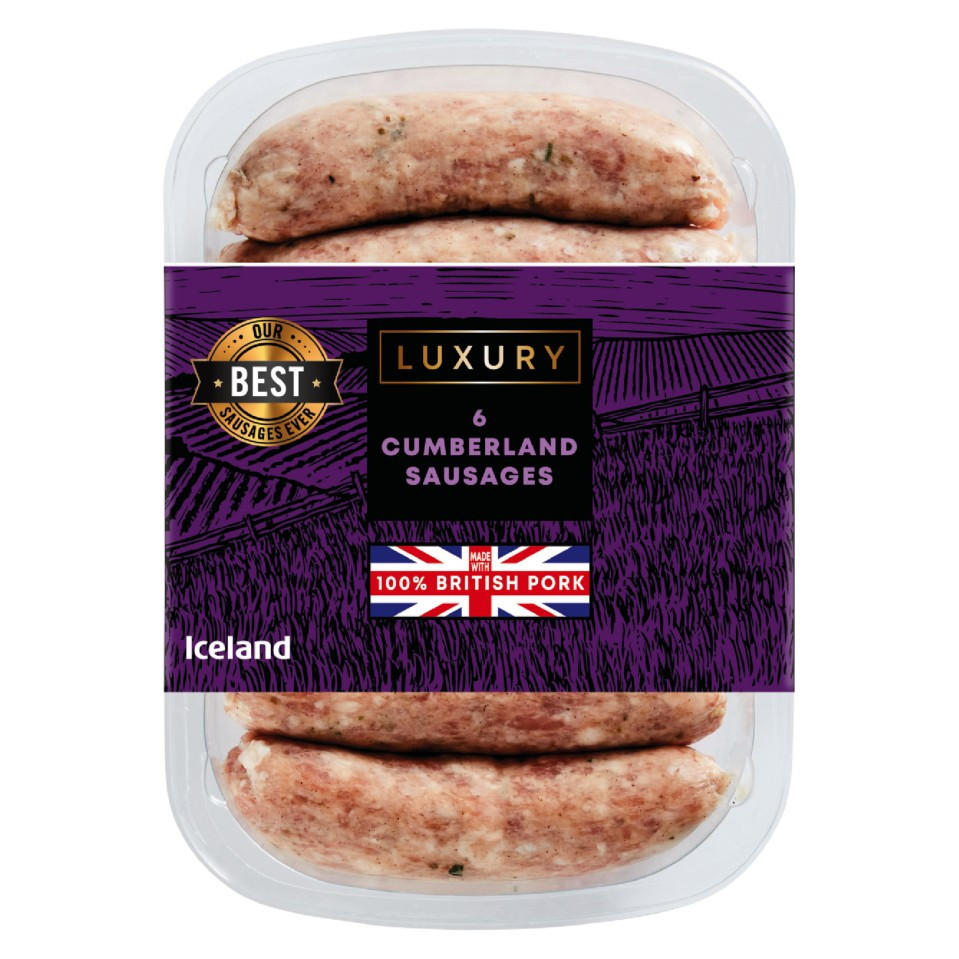 OUR
BEST
SAUSAGES EVER
LUXURY
6
CUMBERLAND
SAUSAGES
MADE
WITH
100% BRITISH PORK
Iceland